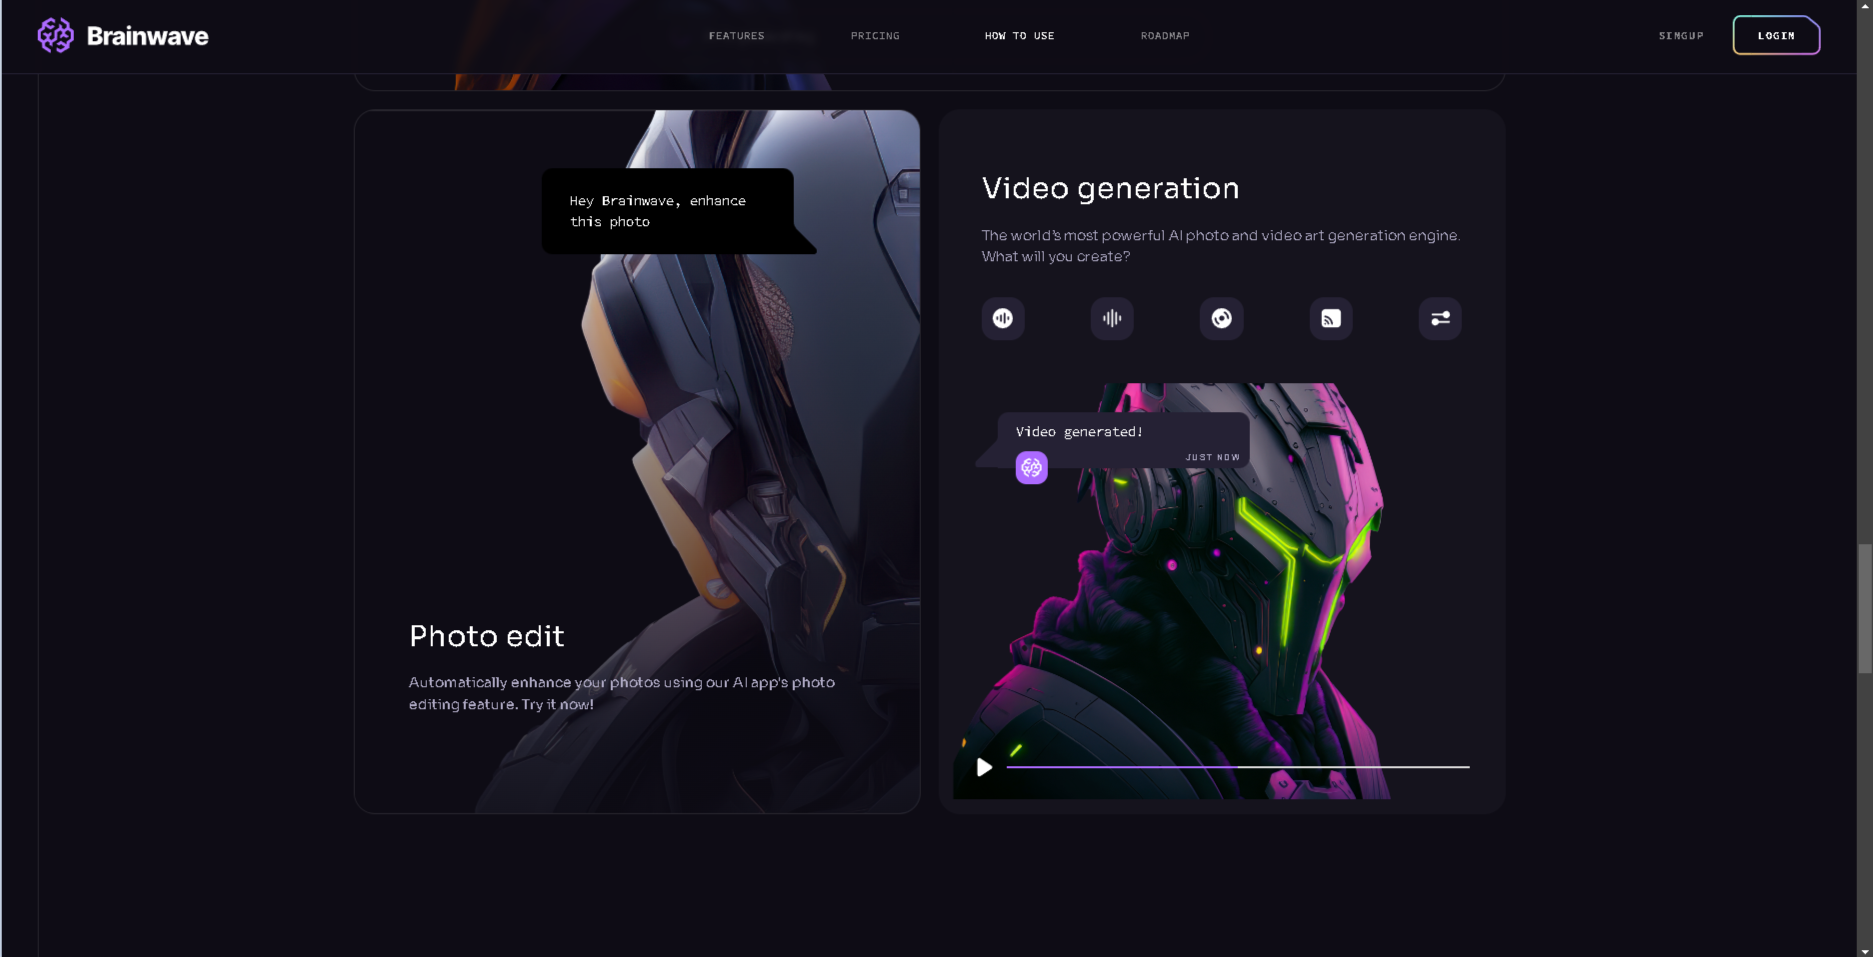 Brainwave
FEATURES
PRICING
HOW TO USE
ROADMAP
SIMGUP
LOGIN
Hey Brainwave, enhance
this photo
Photo edit
Automatically enhance your photos using our AI app's photo
editing feature. Try it now!
Video generation
The world's most powerful AI photo and video art generation engine.
What will you create?
Video generated!
JUST NOW